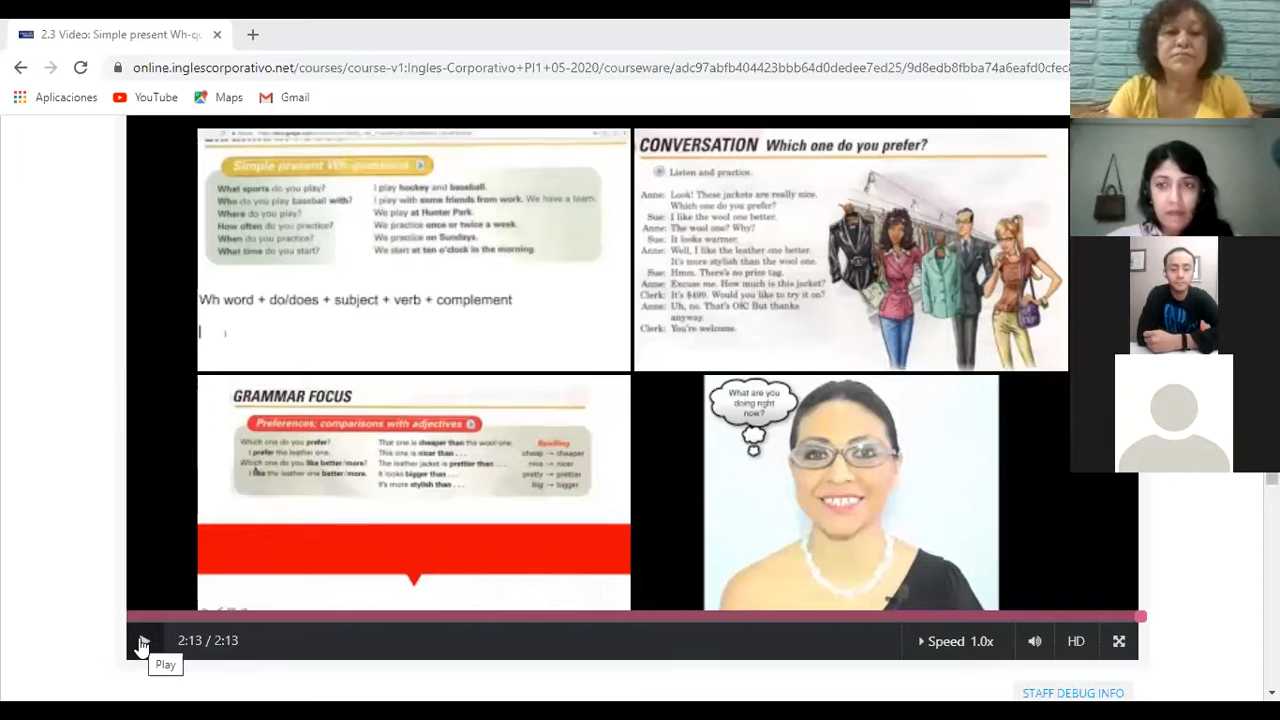 2.3 Video: Simple present Wh-qu
online.inglescorporativo.net/courses/course-v1:Ingles-Corporativo+PI1+05-2020/courseware/adc97abfb404423bbb64d0dedee7ed25/9d8edb8fbba74a6eafd0cfec
Aplicaciones
YouTube
Maps
Gmail
Simple present Wh-questions
What sports do you play? I play hockey and baseball.
Who do you play baseball with? I play with some friends from work. We have a team.
Where do you play? We play at Hunter Park.
How often do you practice? We practice once or twice a week.
When do you practice? We practice on Sundays.
What time do you start? We start at ten o'clock in the morning.
Wh word + do/does + subject + verb + complement
CONVERSATION Which one do you prefer?
Listen and practice.
Anne: Look! These jackets are really nice.
Which one do you prefer?
Sue: I like the wool one better.
Anne: The wool one? Why?
Sue: It looks warmer.
Anne: Well, I like the leather one better.
It's more stylish than the wool one.
Sue: Hmm. There's no price tag.
Anne: Excuse me. How much is this jacket?
Clerk: It's $499. Would you like to try it on?
Anne: Uh, no. That's OK! But thanks
anyway.
Clerk: You're welcome.
GRAMMAR FOCUS
Preferences; comparisons with adjectives
Which one do you prefer? That one is cheaper than the wool one. Spelling
I prefer the leather one. This one is nicer than . . . cheap → cheaper
Which one do you like better/more? The leather jacket is prettier than . . . nice → nicer
I like the leather one better/more. It looks bigger than . . . pretty → prettier
It's more stylish than . . . big → bigger
What are you
doing right
now?
2:13 / 2:13
Speed 1.0x
HD
Play
STAFF DEBUG INFO